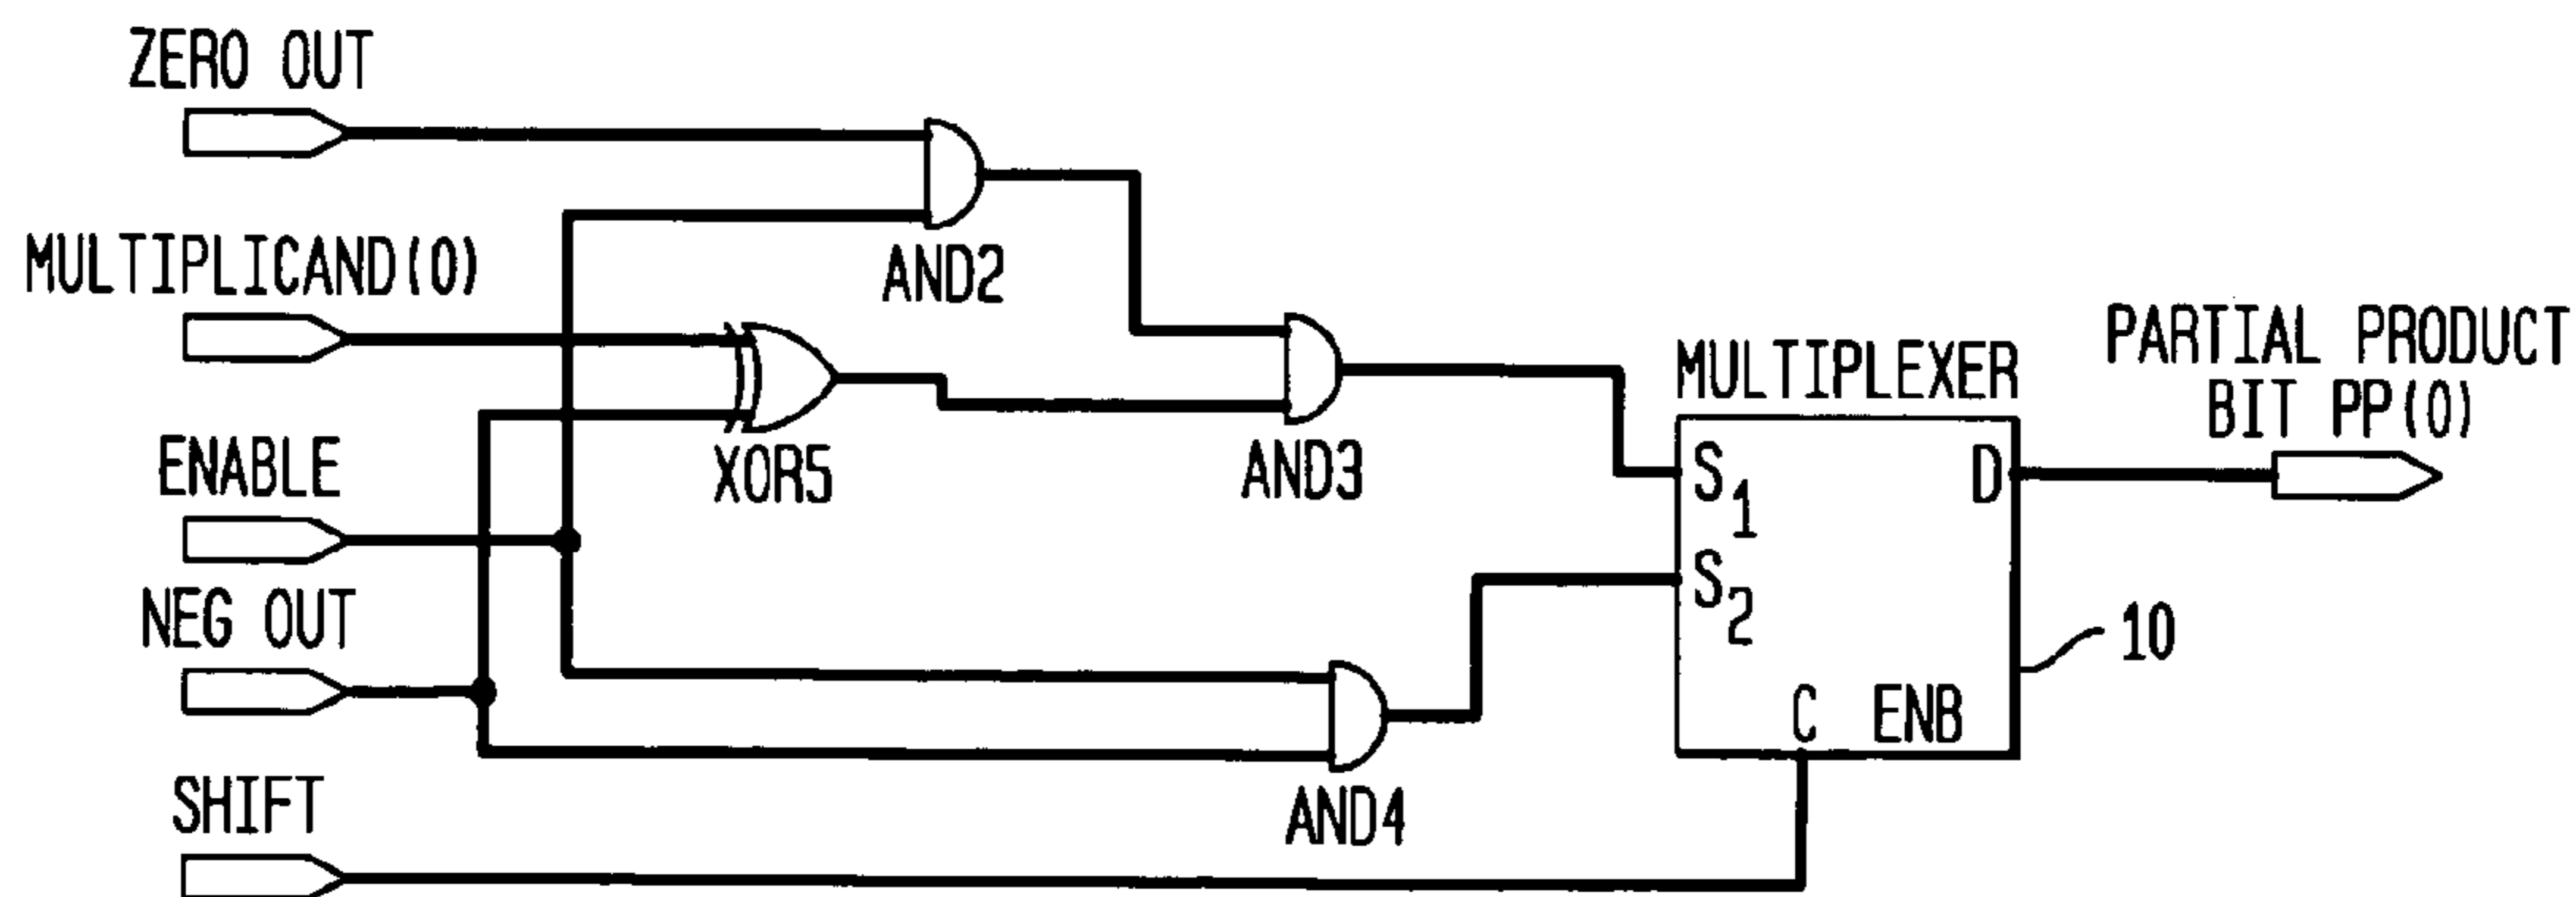 ZERO OUT
AND2
MULTIPLICAND(0)
XOR5
AND3
ENABLE
NEG OUT
AND4
SHIFT
MULTIPLEXER
S1
D
S2
C ENB
10
PARTIAL PRODUCT
BIT PP(0)